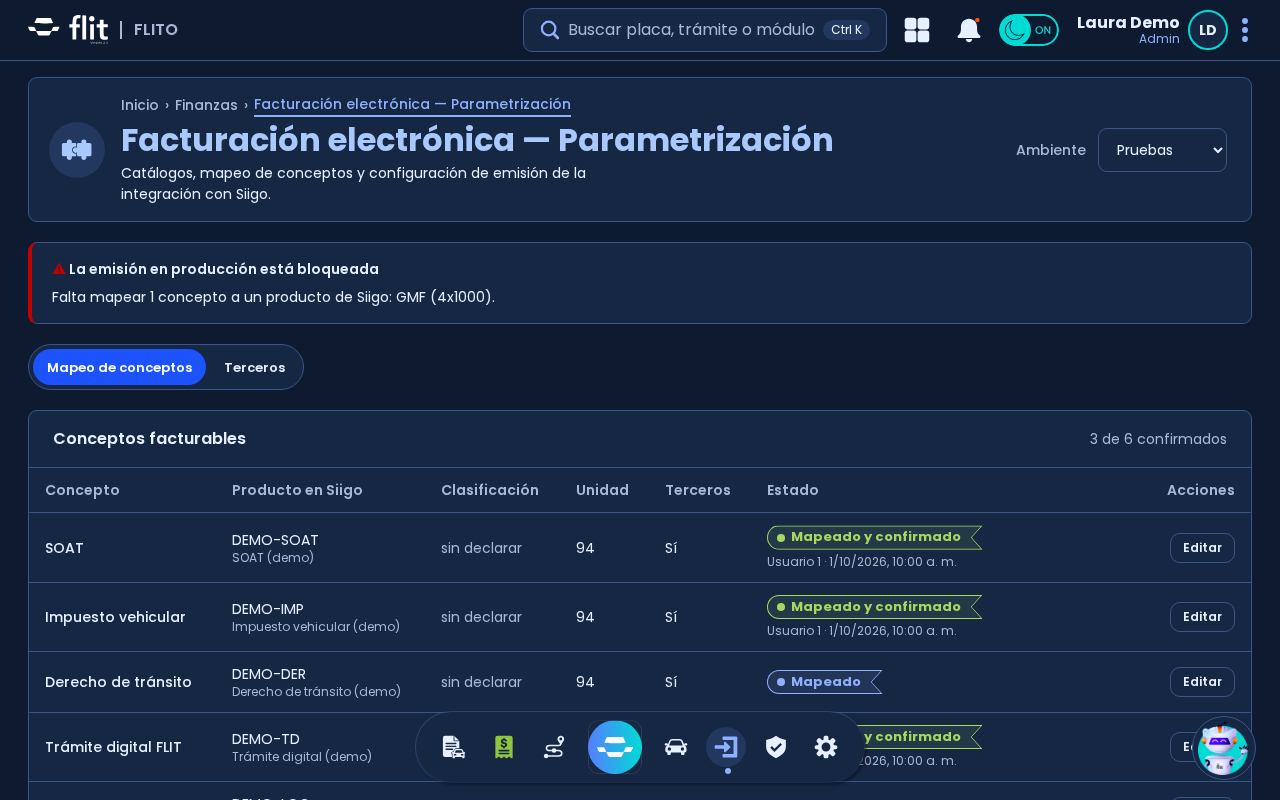 flit | FLITO
Buscar placa, trámite o módulo Ctrl K
ON
Laura Demo
Admin
LD
Inicio › Finanzas › Facturación electrónica — Parametrización
Facturación electrónica — Parametrización
Catálogos, mapeo de conceptos y configuración de emisión de la
integración con Siigo.
Ambiente Pruebas
La emisión en producción está bloqueada
Falta mapear 1 concepto a un producto de Siigo: GMF (4x1000).
Mapeo de conceptos Terceros
Conceptos facturables 3 de 6 confirmados
Concepto Producto en Siigo Clasificación Unidad Terceros Estado Acciones
SOAT DEMO-SOAT sin declarar 94 Sí Mapeado y confirmado Editar
SOAT (demo) Usuario 1 · 1/10/2026, 10:00 a. m.
Impuesto vehicular DEMO-IMP sin declarar 94 Sí Mapeado y confirmado Editar
Impuesto vehicular (demo) Usuario 1 · 1/10/2026, 10:00 a. m.
Derecho de tránsito DEMO-DER sin declarar 94 Sí Mapeado Editar
Derecho de tránsito (demo)
Trámite digital FLIT DEMO-TD y confirmado
Trámite digital (demo) 2026, 10:00 a. m.